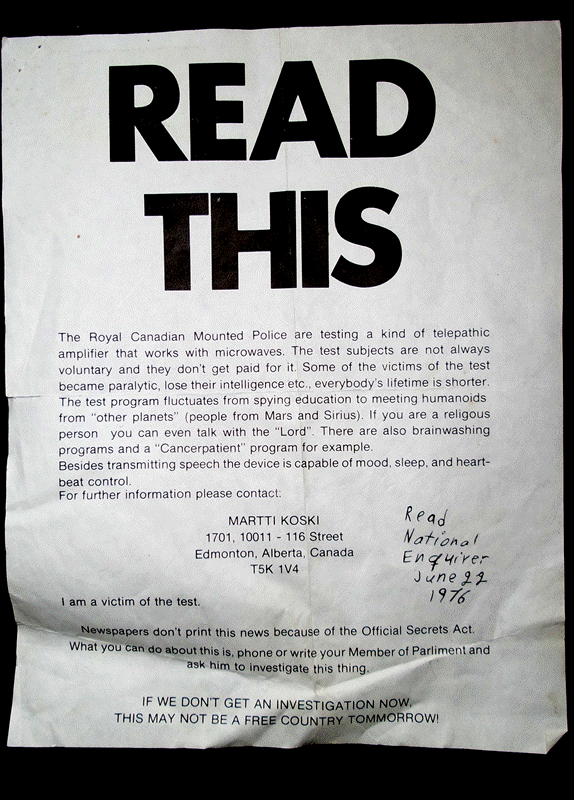 READ
THIS
The Royal Canadian Mounted Police are testing a kind of telepathic
amplifier that works with microwaves. The test subjects are not always
voluntary and they don't get paid for it. Some of the victims of the test
became paralytic, lose their intelligence etc., everybody's lifetime is shorter.
The test program fluctuates from spying education to meeting humanoids
from "other planets" (people from Mars and Sirius). If you are a religous
person you can even talk with the "Lord". There are also brainwashing
programs and a "Cancerpatient" program for example.
Besides transmitting speech the device is capable of mood, sleep, and heart-
beat control.
For further information please contact:
MARTTI KOSKI
1701, 10011 - 116 Street
Edmonton, Alberta, Canada
T5K 1V4
Read
National
Enquirer
June 22
1976
I am a victim of the test.
Newspapers don't print this news because of the Official Secrets Act.
What you can do about this is, phone or write your Member of Parliment and
ask him to investigate this thing.
IF WE DON'T GET AN INVESTIGATION NOW,
THIS MAY NOT BE A FREE COUNTRY TOMMORROW!